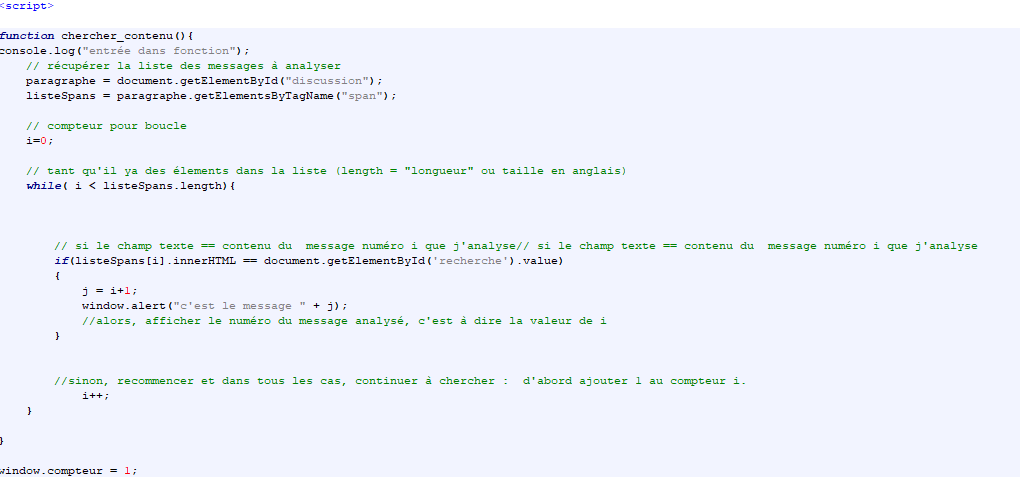 <script>
function chercher_contenu(){
console.log("entrée dans fonction");
// récupérer la liste des messages à analyser
paragraphe = document.getElementById("discussion");
listeSpans = paragraphe.getElementsByTagName("span");
// compteur pour boucle
i=0;
// tant qu'il ya des élements dans la liste (length = "longueur" ou taille en anglais)
while( i < listeSpans.length){
// si le champ texte == contenu du  message numéro i que j'analyse// si le champ texte == contenu du  message numéro i que j'analyse
if(listeSpans[i].innerHTML == document.getElementById('recherche').value)
{
j = i+1;
window.alert("c'est le message " + j);
//alors, afficher le numéro du message analysé, c'est à dire la valeur de i
}
//sinon, recommencer et dans tous les cas, continuer à chercher :  d'abord ajouter 1 au compteur i.
i++;
}
}
window.compteur = 1;